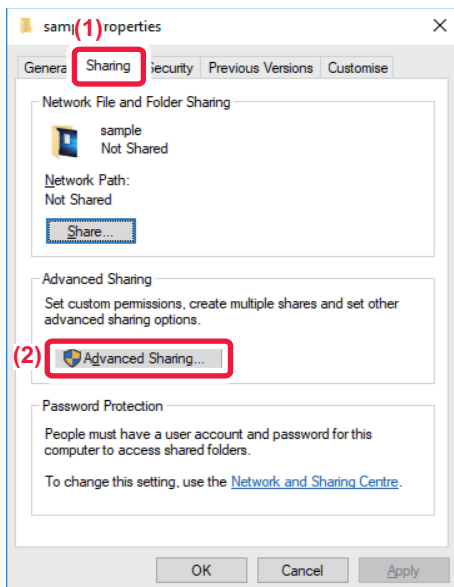 (1)
samp roperties
Genera Sharing ecurity Previous Versions Customise
Network File and Folder Sharing
sample
Not Shared
Network Path:
Not Shared
Share...
Advanced Sharing
Set custom permissions, create multiple shares and set other
advanced sharing options.
(2)
Advanced Sharing...
Password Protection
People must have a user account and password for this
computer to access shared folders.
To change this setting, use the Network and Sharing Centre.
OK Cancel Apply